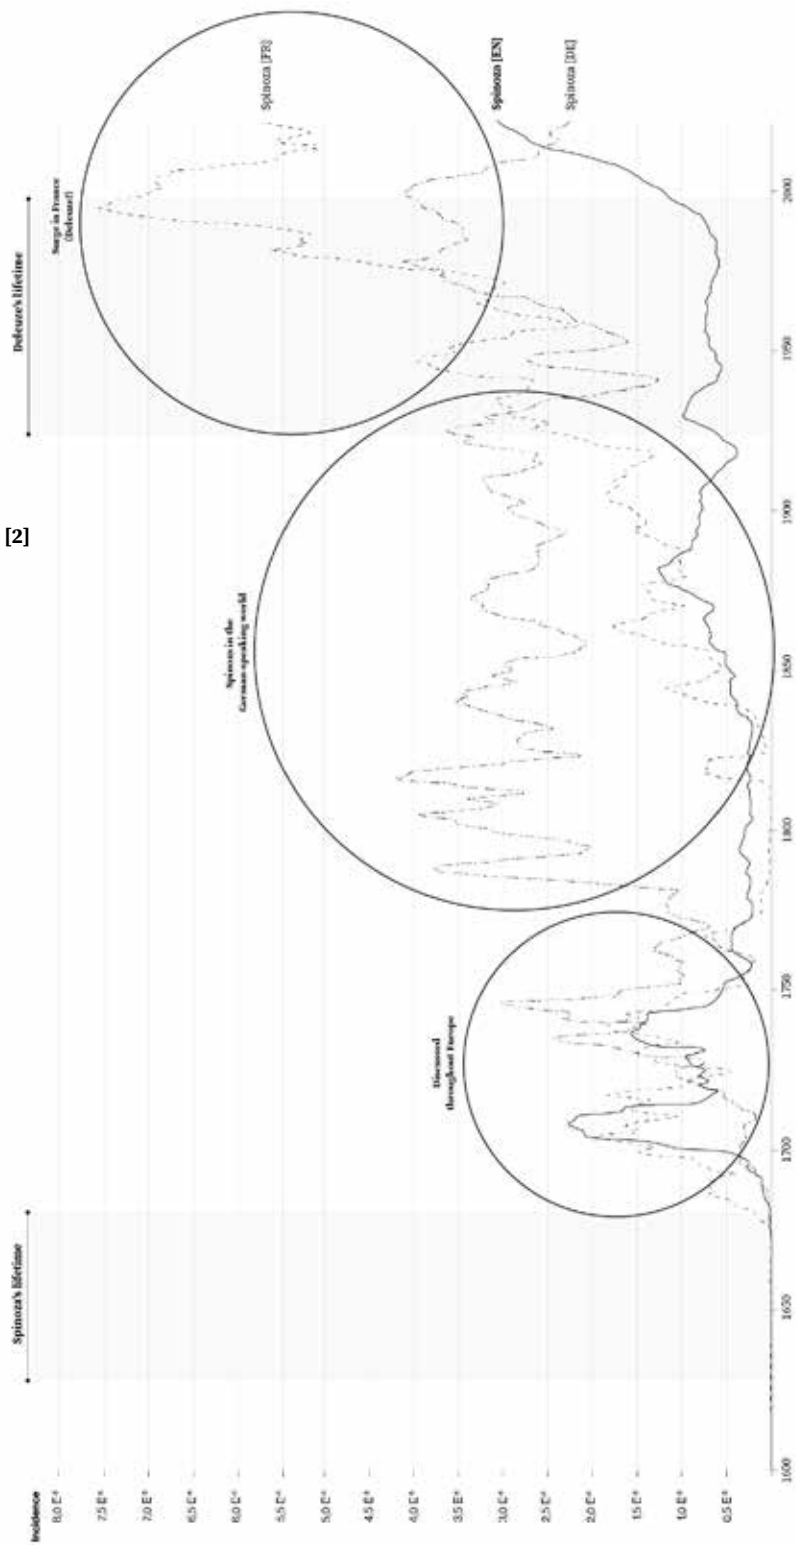 [2]
Incidence
8.0 E⁻⁶
7.5 E⁻⁶
7.0 E⁻⁶
6.5 E⁻⁶
6.0 E⁻⁶
5.5 E⁻⁶
5.0 E⁻⁶
4.5 E⁻⁶
4.0 E⁻⁶
3.5 E⁻⁶
3.0 E⁻⁶
2.5 E⁻⁶
2.0 E⁻⁶
1.5 E⁻⁶
1.0 E⁻⁶
0.5 E⁻⁶
Spinoza's lifetime
Deleuze's lifetime
Discussed
throughout Europe
Spinoza in the
German-speaking world
Surge in France
(Deleuze!)
Spinoza [FR]
Spinoza [EN]
Spinoza [DE]
1600
1650
1700
1750
1800
1850
1900
1950
2000